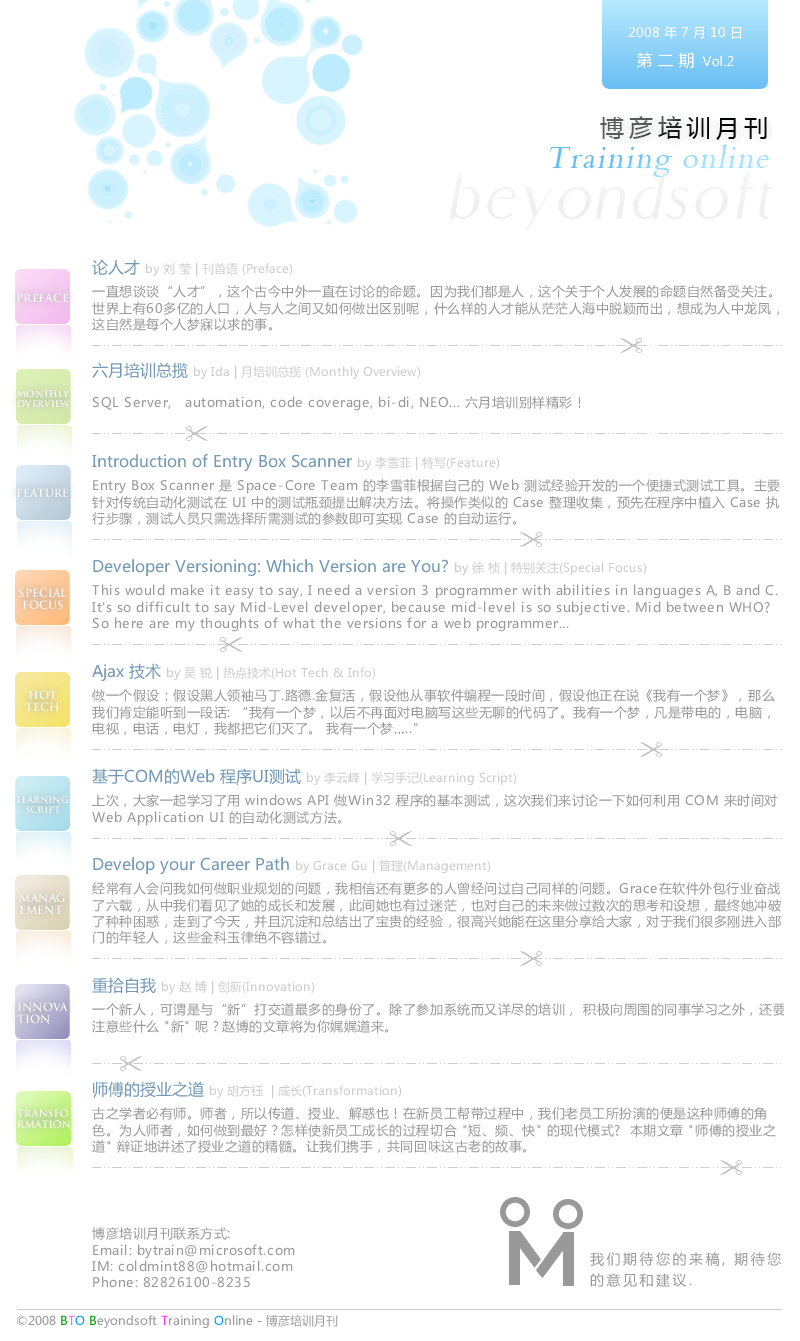 2008 年 7 月 10 日
第 二 期 Vol.2
博彦培训月刊
Training online
beyondsoft
PREFACE
论人才 by 刘 莹 | 刊首语 (Preface)
一直想谈谈“人才”，这个古今中外一直在讨论的命题。因为我们都是人，这个关于个人发展的命题自然备受关注。
世界上有60多亿的人口，人与人之间又如何做出区别呢，什么样的人才能从茫茫人海中脱颖而出，想成为人中龙凤，
这自然是每个人梦寐以求的事。
MONTHLY
OVERVIEW
六月培训总揽 by Ida | 月培训总揽 (Monthly Overview)
SQL Server, automation, code coverage, bi-di, NEO... 六月培训别样精彩！
FEATURE
Introduction of Entry Box Scanner by 李雪菲 | 特写(Feature)
Entry Box Scanner 是 Space-Core Team 的李雪菲根据自己的 Web 测试经验开发的一个便捷式测试工具。主要
针对传统自动化测试在 UI 中的测试瓶颈提出解决方法。将操作类似的 Case 整理收集，预先在程序中植入 Case 执
行步骤，测试人员只需选择所需测试的参数即可实现 Case 的自动运行。
SPECIAL
FOCUS
Developer Versioning: Which Version are You? by 徐 桢 | 特别关注(Special Focus)
This would make it easy to say, I need a version 3 programmer with abilities in languages A, B and C.
It's so difficult to say Mid-Level developer, because mid-level is so subjective. Mid between WHO?
So here are my thoughts of what the versions for a web programmer...
HOT
TECH
Ajax 技术 by 吴 锐 | 热点技术(Hot Tech & Info)
做一个假设；假设黑人领袖马丁.路德.金复活，假设他从事软件编程一段时间，假设他正在说《我有一个梦》，那么
我们肯定能听到一段话: “我有一个梦，以后不再面对电脑写这些无聊的代码了。我有一个梦，凡是带电的，电脑，
电视，电话，电灯，我都把它们灭了。 我有一个梦.....”
LEARNING
SCRIPT
基于COM的Web 程序UI测试 by 李云峰 | 学习手记(Learning Script)
上次，大家一起学习了用 windows API 做Win32 程序的基本测试，这次我们来讨论一下如何利用 COM 来时间对
Web Application UI 的自动化测试方法。
MANAG
EMENT
Develop your Career Path by Grace Gu | 管理(Management)
经常有人会问我如何做职业规划的问题，我相信还有更多的人曾经问过自己同样的问题。Grace在软件外包行业奋战
了六载，从中我们看见了她的成长和发展，此间她也有过迷茫，也对自己的未来做过数次的思考和设想，最终她冲破
了种种困惑，走到了今天，并且沉淀和总结出了宝贵的经验，很高兴她能在这里分享给大家，对于我们很多刚进入部
门的年轻人，这些金科玉律绝不容错过。
INNOVA
TION
重拾自我 by 赵 博 | 创新(Innovation)
一个新人，可谓是与“新”打交道最多的身份了。除了参加系统而又详尽的培训， 积极向周围的同事学习之外，还要
注意些什么 "新" 呢？赵博的文章将为你娓娓道来。
TRANSFO
RMATION
师傅的授业之道 by 胡方钰 | 成长(Transformation)
古之学者必有师。师者，所以传道、授业、解惑也！在新员工帮带过程中，我们老员工所扮演的便是这种师傅的角
色。为人师者，如何做到最好？怎样使新员工成长的过程切合 "短、频、快" 的现代模式？ 本期文章 "师傅的授业之
道" 辩证地讲述了授业之道的精髓。让我们携手，共同回味这古老的故事。
博彦培训月刊联系方式:
Email: bytrain@microsoft.com
IM: coldmint88@hotmail.com
Phone: 82826100-8235
我们期待您的来稿, 期待您
的意见和建议.
©2008 BTO Beyondsoft Training Online - 博彦培训月刊